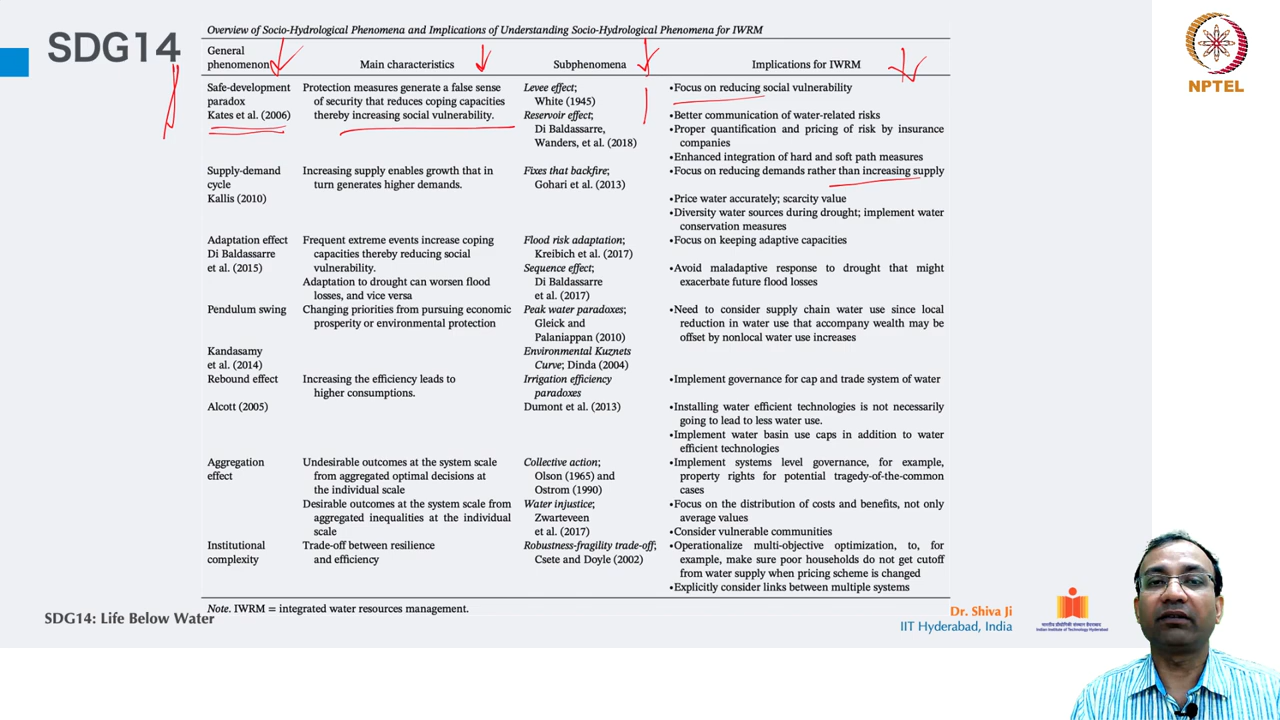 SDG14
NPTEL
Overview of Socio-Hydrological Phenomena and Implications of Understanding Socio-Hydrological Phenomena for IWRM
General phenomenon
Main characteristics
Subphenomena
Implications for IWRM
Safe-development
paradox
Kates et al. (2006)
Protection measures generate a false sense
of security that reduces coping capacities
thereby increasing social vulnerability.
Levee effect;
White (1945)
Reservoir effect;
Di Baldassarre,
Wanders, et al. (2018)
•Focus on reducing social vulnerability
•Better communication of water-related risks
•Proper quantification and pricing of risk by insurance
companies
•Enhanced integration of hard and soft path measures
Supply-demand
cycle
Kallis (2010)
Increasing supply enables growth that in
turn generates higher demands.
Fixes that backfire;
Gohari et al. (2013)
•Focus on reducing demands rather than increasing supply
•Price water accurately; scarcity value
•Diversity water sources during drought; implement water
conservation measures
Adaptation effect
Di Baldassarre
et al. (2015)
Frequent extreme events increase coping
capacities thereby reducing social
vulnerability.
Adaptation to drought can worsen flood
losses, and vice versa
Flood risk adaptation;
Kreibich et al. (2017)
Sequence effect;
Di Baldassarre
et al. (2017)
•Focus on keeping adaptive capacities
•Avoid maladaptive response to drought that might
exacerbate future flood losses
Pendulum swing
Kandasamy
et al. (2014)
Changing priorities from pursuing economic
prosperity or environmental protection
Peak water paradoxes;
Gleick and
Palaniappan (2010)
Environmental Kuznets
Curve; Dinda (2004)
•Need to consider supply chain water use since local
reduction in water use that accompany wealth may be
offset by nonlocal water use increases
Rebound effect
Alcott (2005)
Increasing the efficiency leads to
higher consumptions.
Irrigation efficiency
paradoxes
Dumont et al. (2013)
•Implement governance for cap and trade system of water
•Installing water efficient technologies is not necessarily
going to lead to less water use.
•Implement water basin use caps in addition to water
efficient technologies
Aggregation
effect
Undesirable outcomes at the system scale
from aggregated optimal decisions at
the individual scale
Desirable outcomes at the system scale from
aggregated inequalities at the individual
scale
Collective action;
Olson (1965) and
Ostrom (1990)
Water injustice;
Zwarteveen
et al. (2017)
•Implement systems level governance, for example,
property rights for potential tragedy-of-the-common
cases
•Focus on the distribution of costs and benefits, not only
average values
•Consider vulnerable communities
Institutional
complexity
Trade-off between resilience
and efficiency
Robustness-fragility trade-off;
Csete and Doyle (2002)
•Operationalize multi-objective optimization, to, for
example, make sure poor households do not get cutoff
from water supply when pricing scheme is changed
•Explicitly consider links between multiple systems
Note. IWRM = integrated water resources management.
SDG14: Life Below Water
Dr. Shiva Ji
IIT Hyderabad, India
Indian Institute of Technology Hyderabad